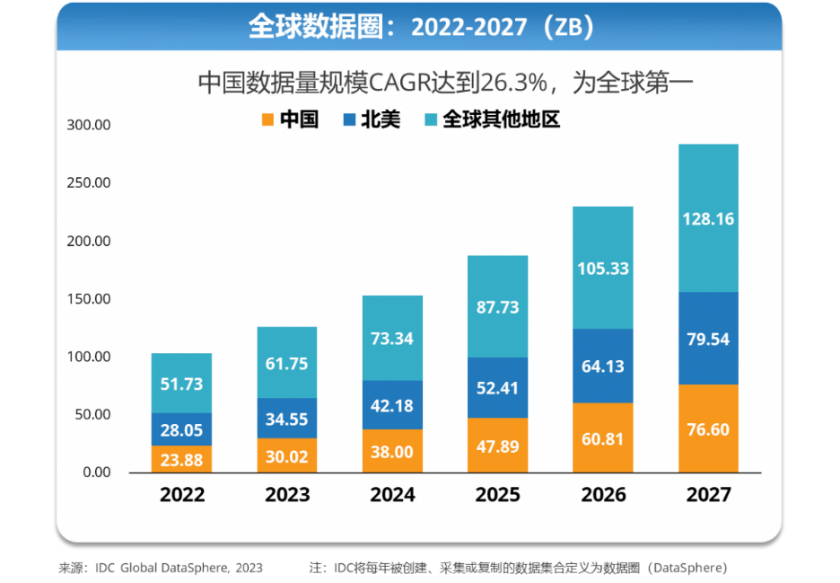 全球数据圈：2022-2027（ZB）
中国数据量规模CAGR达到26.3%，为全球第一
中国 北美 全球其他地区
300.00
250.00
200.00
150.00
100.00
50.00
0.00
51.73 61.75 73.34 87.73 105.33 128.16
28.05 34.55 42.18 52.41 64.13 79.54
23.88 30.02 38.00 47.89 60.81 76.60
2022 2023 2024 2025 2026 2027
来源：IDC Global DataSphere, 2023 注：IDC将每年被创建、采集或复制的数据集合定义为数据圈（DataSphere）